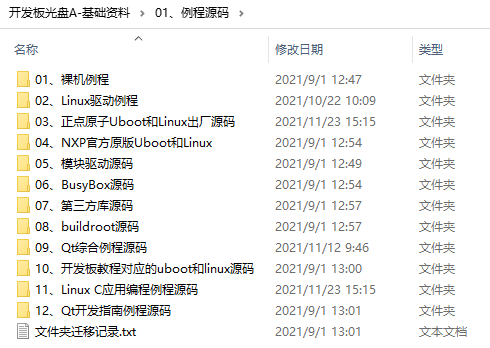 开发板光盘A-基础资料 > 01、例程源码 >
名称 修改日期 类型
01、裸机例程 2021/9/1 12:47 文件夹
02、Linux驱动例程 2021/10/22 10:09 文件夹
03、正点原子Uboot和Linux出厂源码 2021/11/23 15:15 文件夹
04、NXP官方原版Uboot和Linux 2021/9/1 12:54 文件夹
05、模块驱动源码 2021/9/1 12:49 文件夹
06、BusyBox源码 2021/9/1 12:54 文件夹
07、第三方库源码 2021/9/1 12:57 文件夹
08、buildroot源码 2021/9/1 12:57 文件夹
09、Qt综合例程源码 2021/11/12 9:46 文件夹
10、开发板教程对应的uboot和linux源码 2021/9/1 13:00 文件夹
11、Linux C应用编程例程源码 2021/11/23 15:15 文件夹
12、Qt开发指南例程源码 2021/9/1 13:01 文件夹
文件夹迁移记录.txt 2021/9/1 13:01 文本文档